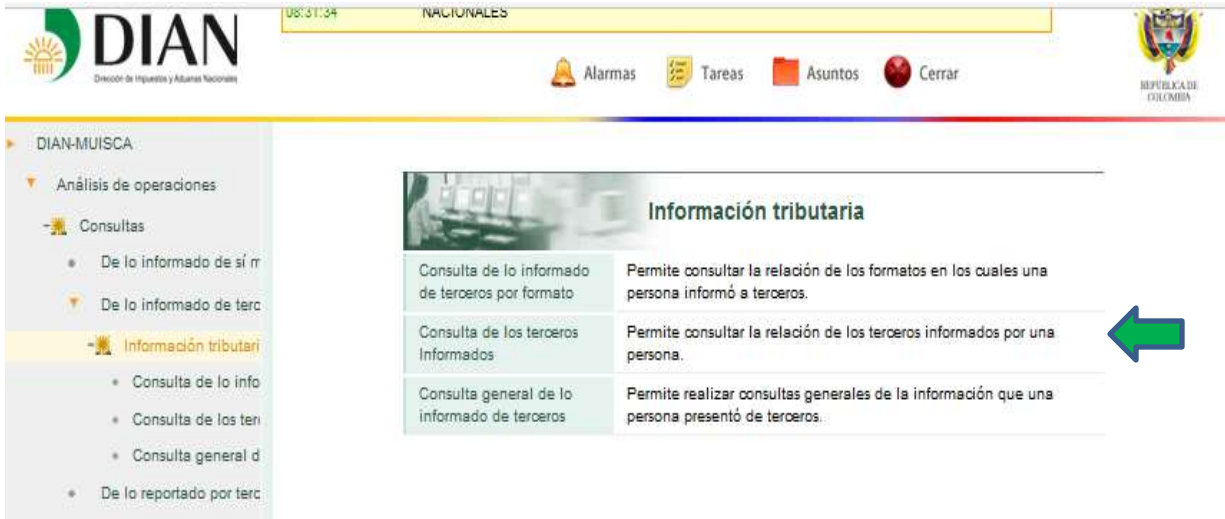 08:31:34 NACIONALES
DIAN
Dirección de Impuestos y Aduanas Nacionales
Alarmas Tareas Asuntos Cerrar
REPÚBLICA DE
COLOMBIA
DIAN-MUISCA
Análisis de operaciones
Consultas
De lo informado de sí m
De lo informado de terc
Información tributari
Consulta de lo info
Consulta de los ter
Consulta general d
De lo reportado por terc
Información tributaria
Consulta de lo informado
de terceros por formato
Permite consultar la relación de los formatos en los cuales una
persona informó a terceros.
Consulta de los terceros
Informados
Permite consultar la relación de los terceros informados por una
persona.
Consulta general de lo
informado de terceros
Permite realizar consultas generales de la información que una
persona presentó de terceros.